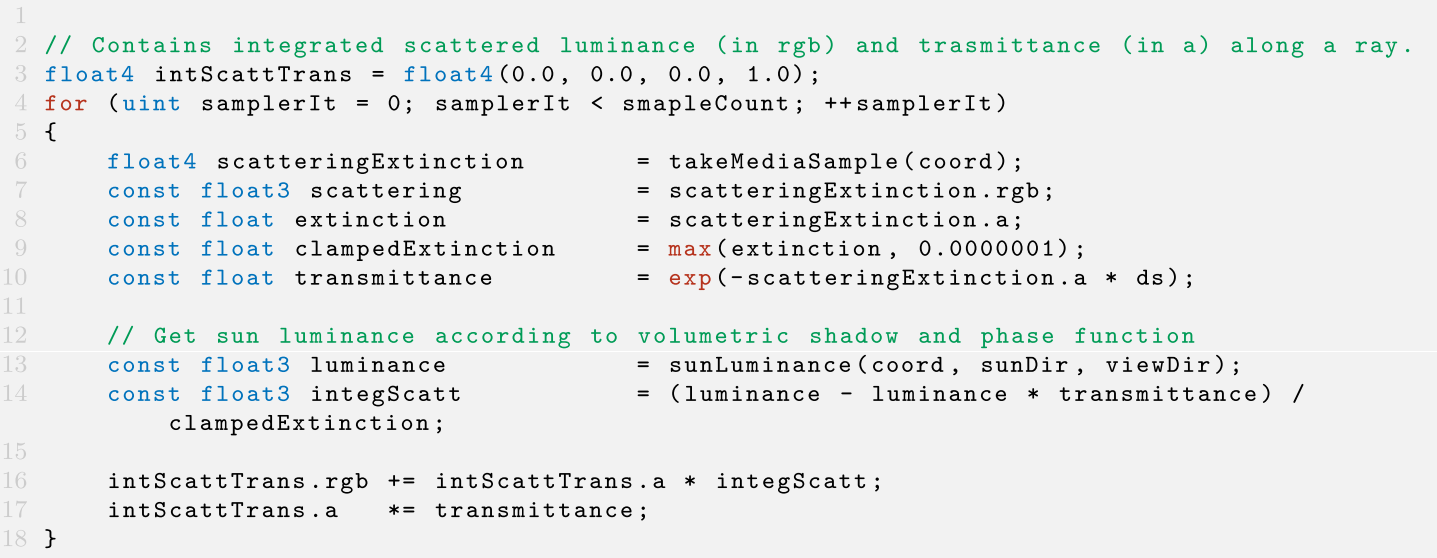 1
2 // Contains integrated scattered luminance (in rgb) and trasmittance (in a) along a ray.
3 float4 intScattTrans = float4(0.0, 0.0, 0.0, 1.0);
4 for (uint samplerIt = 0; samplerIt < smapleCount; ++samplerIt)
5 {
6     float4 scatteringExtinction       = takeMediaSample(coord);
7     const float3 scattering           = scatteringExtinction.rgb;
8     const float extinction            = scatteringExtinction.a;
9     const float clampedExtinction     = max(extinction, 0.0000001);
10     const float transmittance         = exp(-scatteringExtinction.a * ds);
11
12     // Get sun luminance according to volumetric shadow and phase function
13     const float3 luminance            = sunLuminance(coord, sunDir, viewDir);
14     const float3 integScatt           = (luminance - luminance * transmittance) /
        clampedExtinction;
15
16     intScattTrans.rgb += intScattTrans.a * integScatt;
17     intScattTrans.a   *= transmittance;
18 }